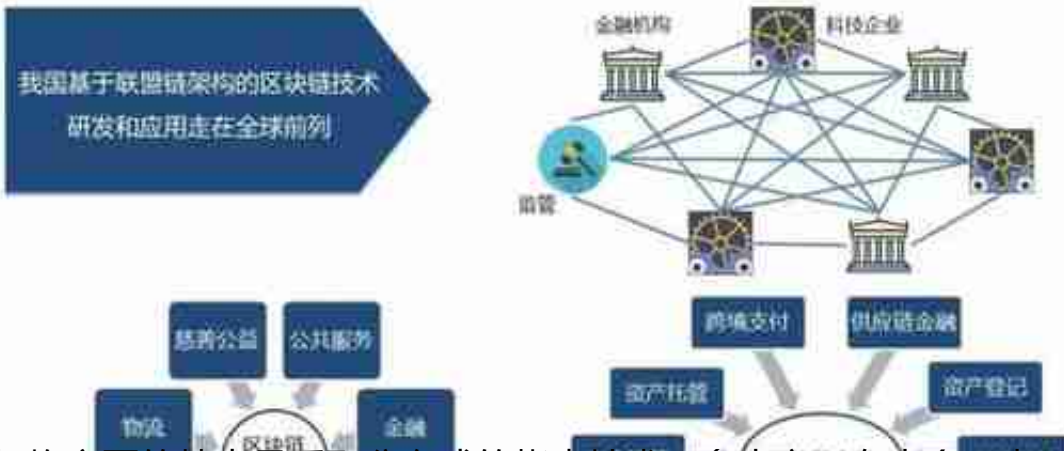 我国基于联盟链架构的区块链技术
研发和应用走在全球前列
金融机构
科技企业
监管
慈善公益
公共服务
物流
金融
区块链
跨境支付
供应链金融
资产托管
资产登记